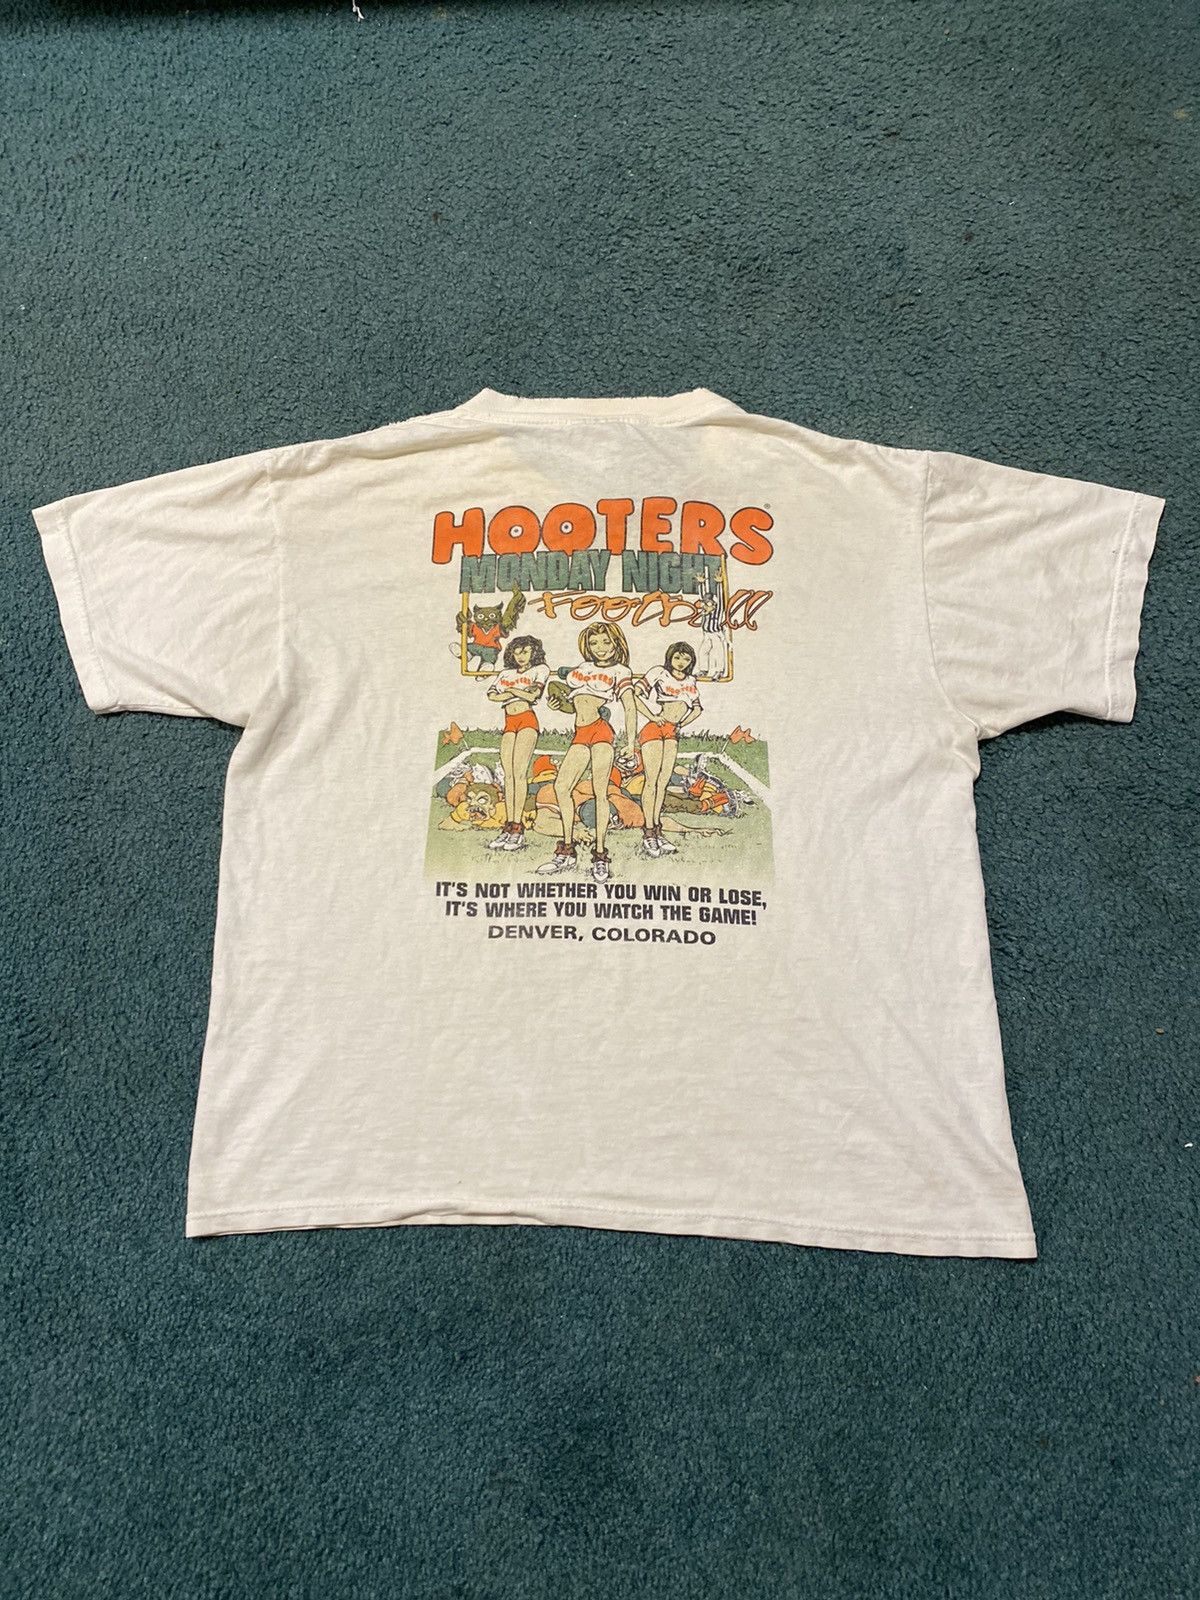 HOOTERS®
MONDAY NIGHT
Football
HOOTERS HOOTERS HOOTERS
IT'S NOT WHETHER YOU WIN OR LOSE,
IT'S WHERE YOU WATCH THE GAME!
DENVER, COLORADO